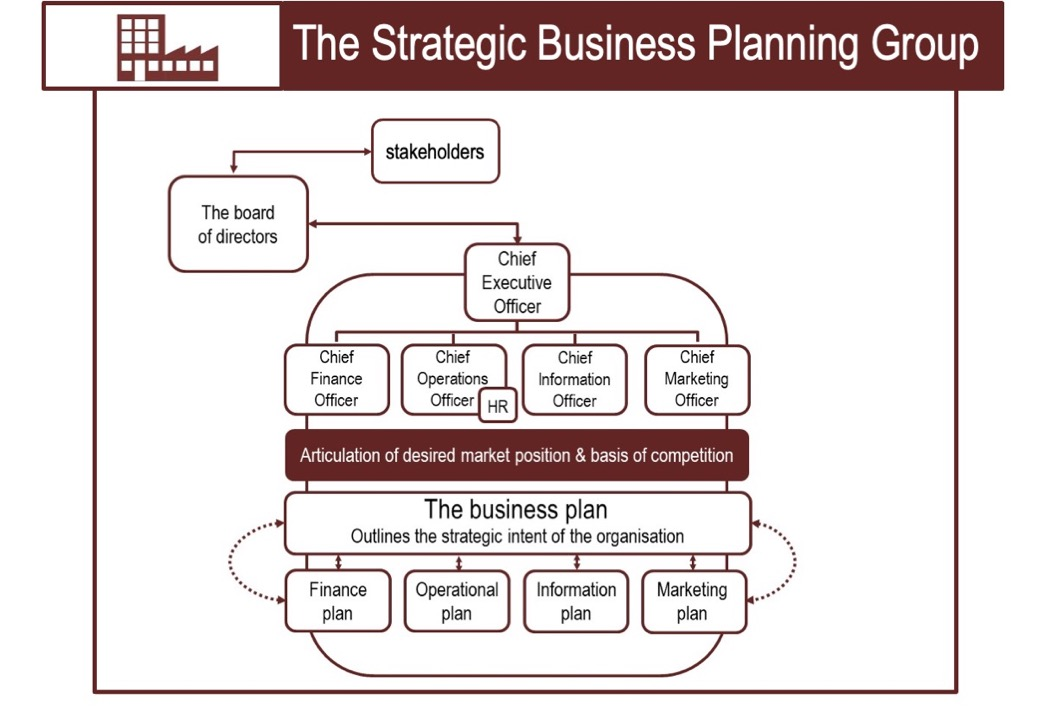 The Strategic Business Planning Group
stakeholders
The board
of directors
Chief
Executive
Officer
Chief
Finance
Officer
Chief
Operations
Officer
HR
Chief
Information
Officer
Chief
Marketing
Officer
Articulation of desired market position & basis of competition
The business plan
Outlines the strategic intent of the organisation
Finance
plan
Operational
plan
Information
plan
Marketing
plan